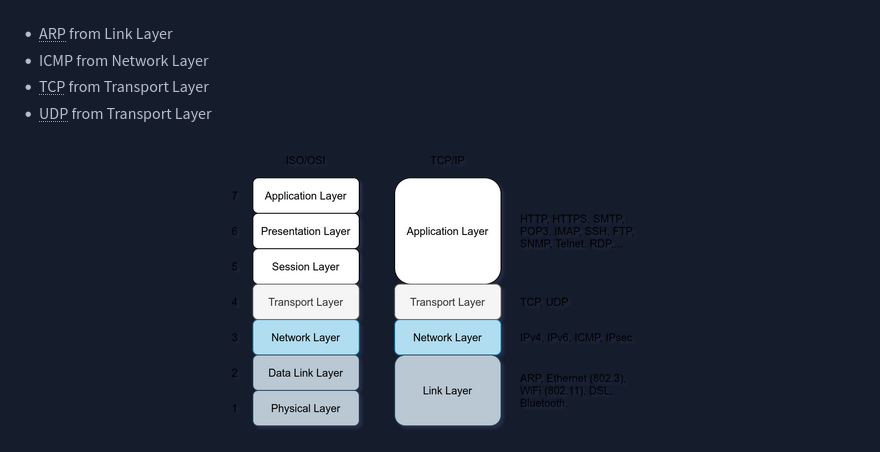 ARP from Link Layer
ICMP from Network Layer
TCP from Transport Layer
UDP from Transport Layer
ISO/OSI TCP/IP
7 Application Layer
6 Presentation Layer
5 Session Layer
4 Transport Layer
3 Network Layer
2 Data Link Layer
1 Physical Layer
Application Layer
Transport Layer
Network Layer
Link Layer
HTTP, HTTPS, SMTP,
POP3, IMAP, SSH, FTP,
SNMP, Telnet, RDP,...
TCP, UDP
IPv4, IPv6, ICMP, IPsec
ARP, Ethernet (802.3),
WiFi (802.11), DSL,
Bluetooth,